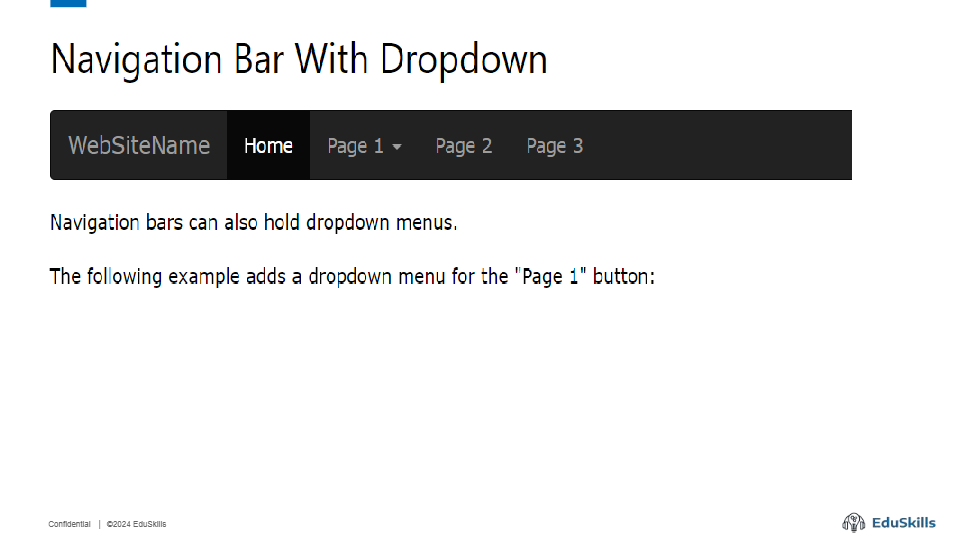 Navigation Bar With Dropdown
WebSiteName Home Page 1 Page 2 Page 3
Navigation bars can also hold dropdown menus.
The following example adds a dropdown menu for the "Page 1" button:
Confidential | ©2024 EduSkills
EduSkills